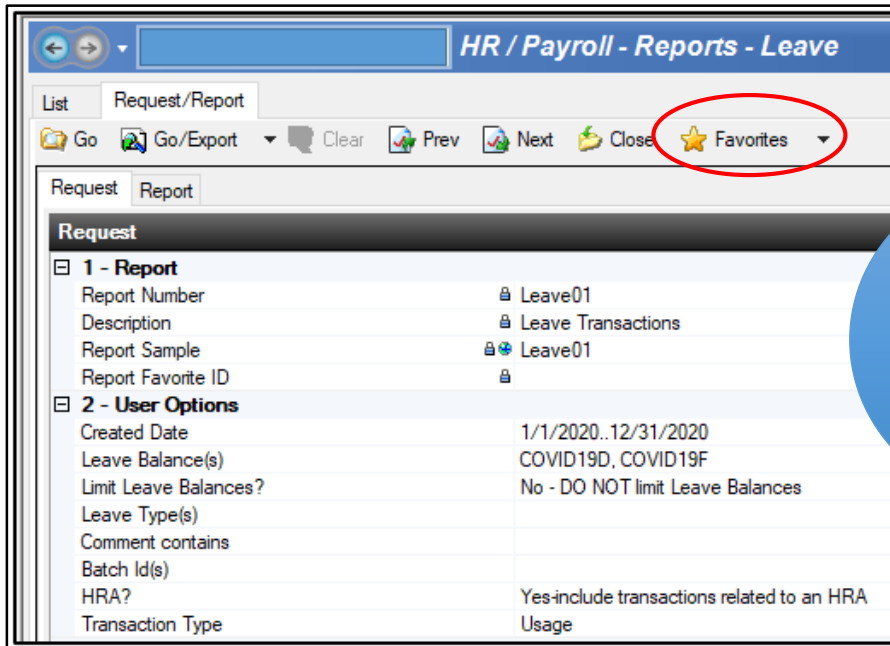 HR / Payroll - Reports - Leave
List Request/Report
Go Go/Export Clear Prev Next Close Favorites
Request Report
Request
1 - Report
Report Number Leave01
Description Leave Transactions
Report Sample Leave01
Report Favorite ID
2 - User Options
Created Date 1/1/2020..12/31/2020
Leave Balance(s) COVID19D, COVID19F
Limit Leave Balances? No - DO NOT limit Leave Balances
Leave Type(s)
Comment contains
Batch Id(s)
HRA? Yes-include transactions related to an HRA
Transaction Type Usage